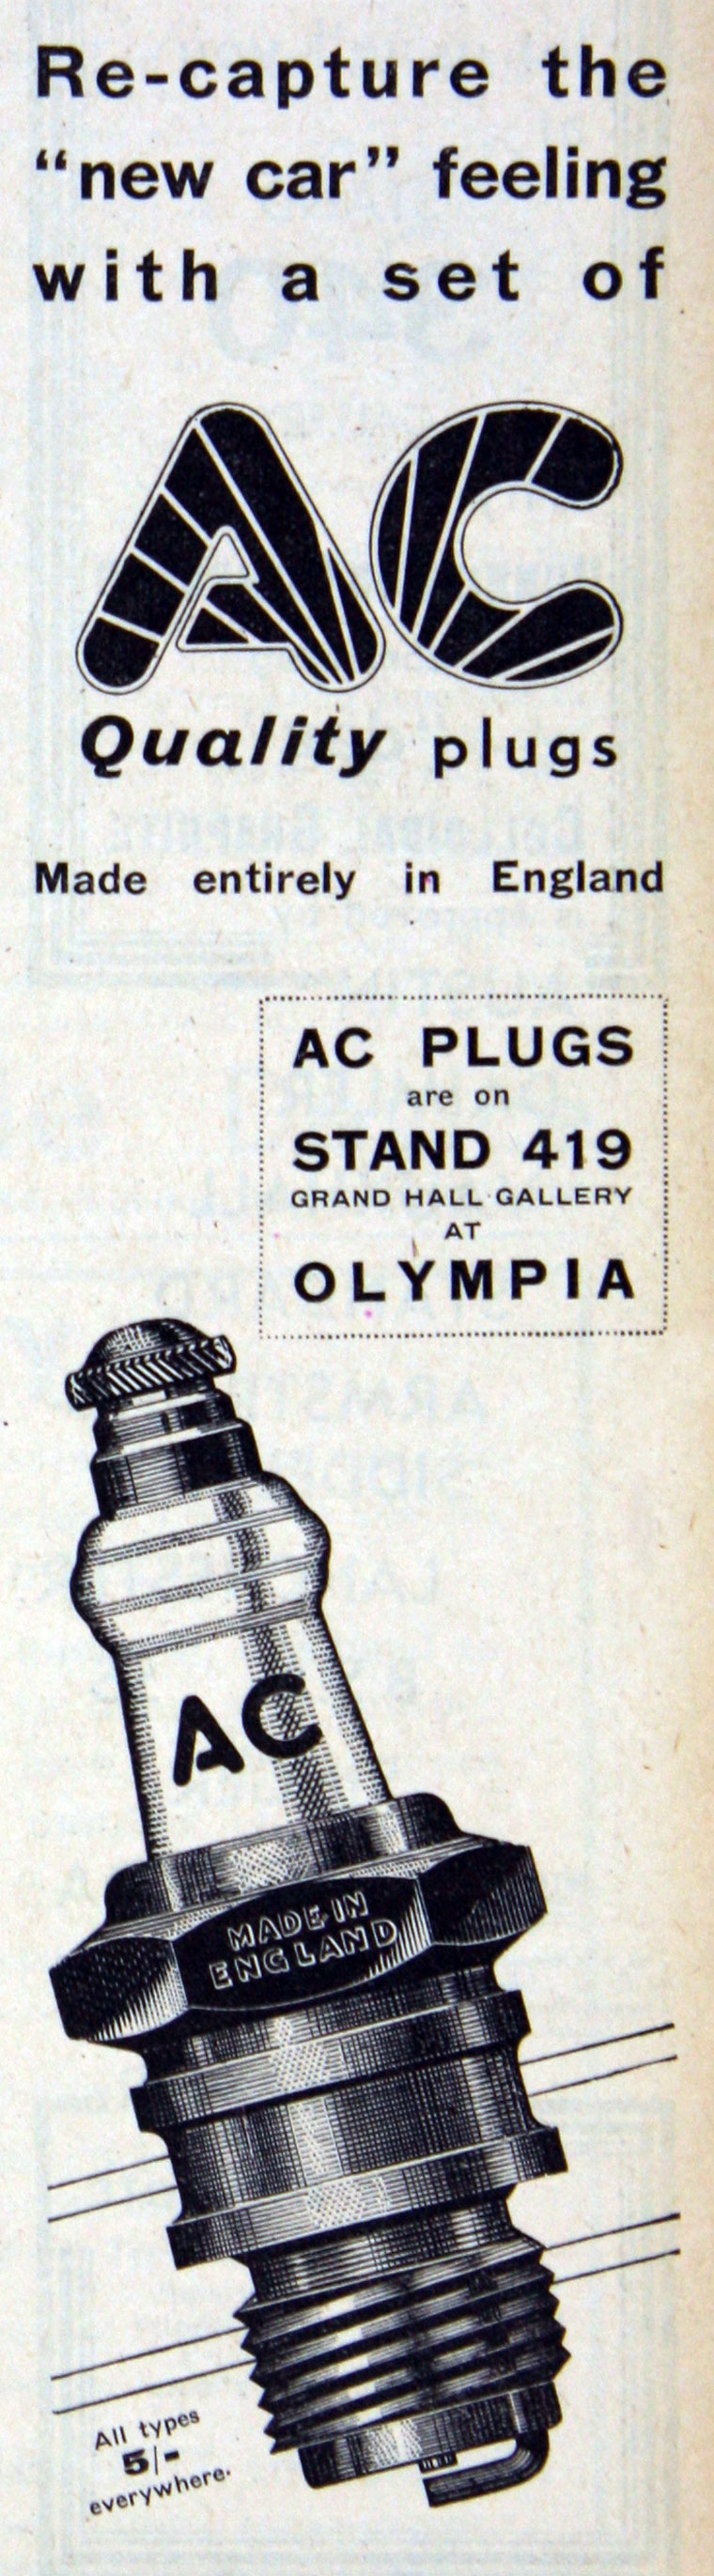 Re-capture the
“new car” feeling
with a set of
AC
Quality plugs
Made entirely in England
AC PLUGS
are on
STAND 419
GRAND HALL GALLERY
AT
OLYMPIA
AC
MADE IN
ENGLAND
All types
5/-
everywhere.